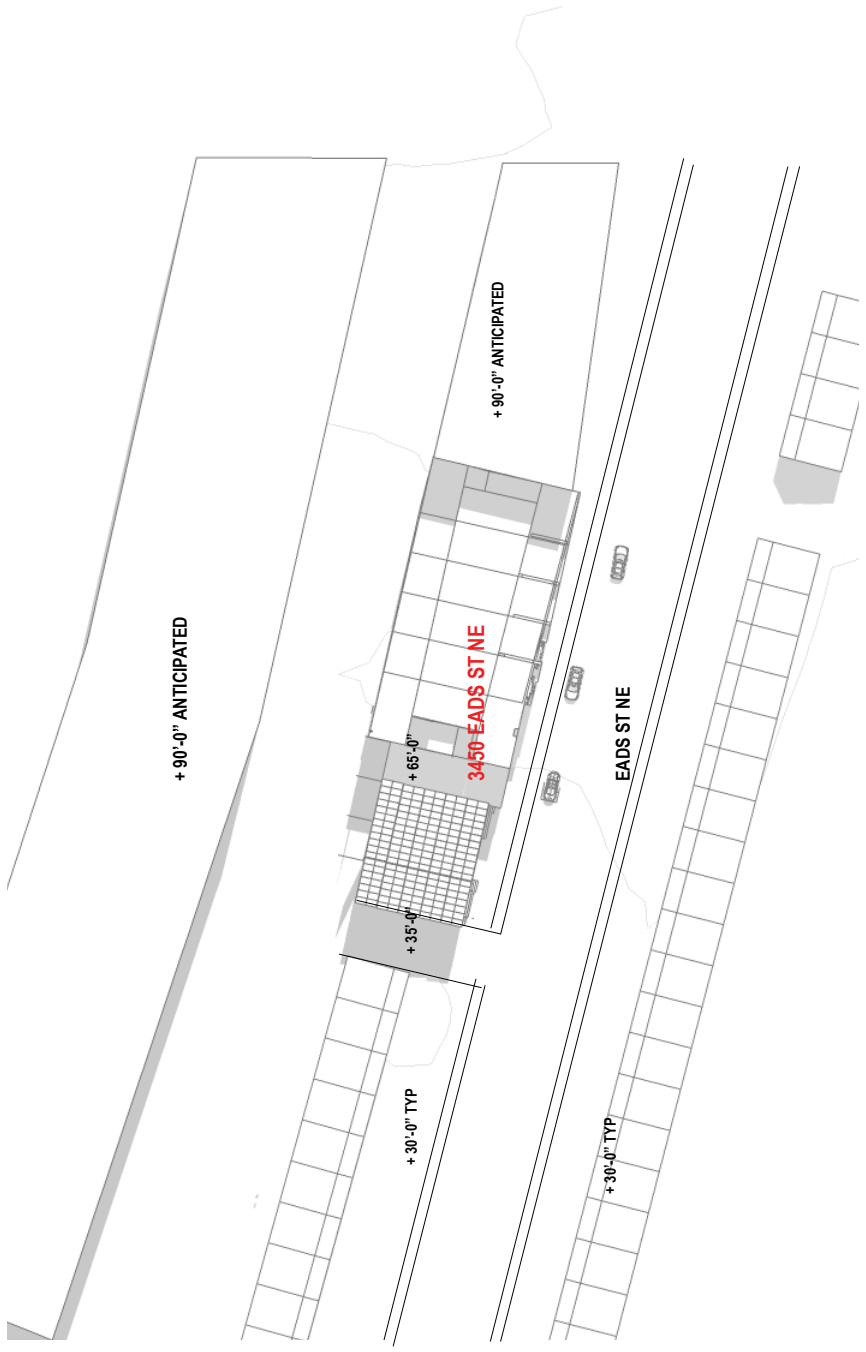 + 90'-0” ANTICIPATED
+ 90'-0” ANTICIPATED
3450 EADS ST NE
+ 65'-0”
+ 35'-0”
EADS ST NE
+ 30'-0” TYP
+ 30'-0” TYP